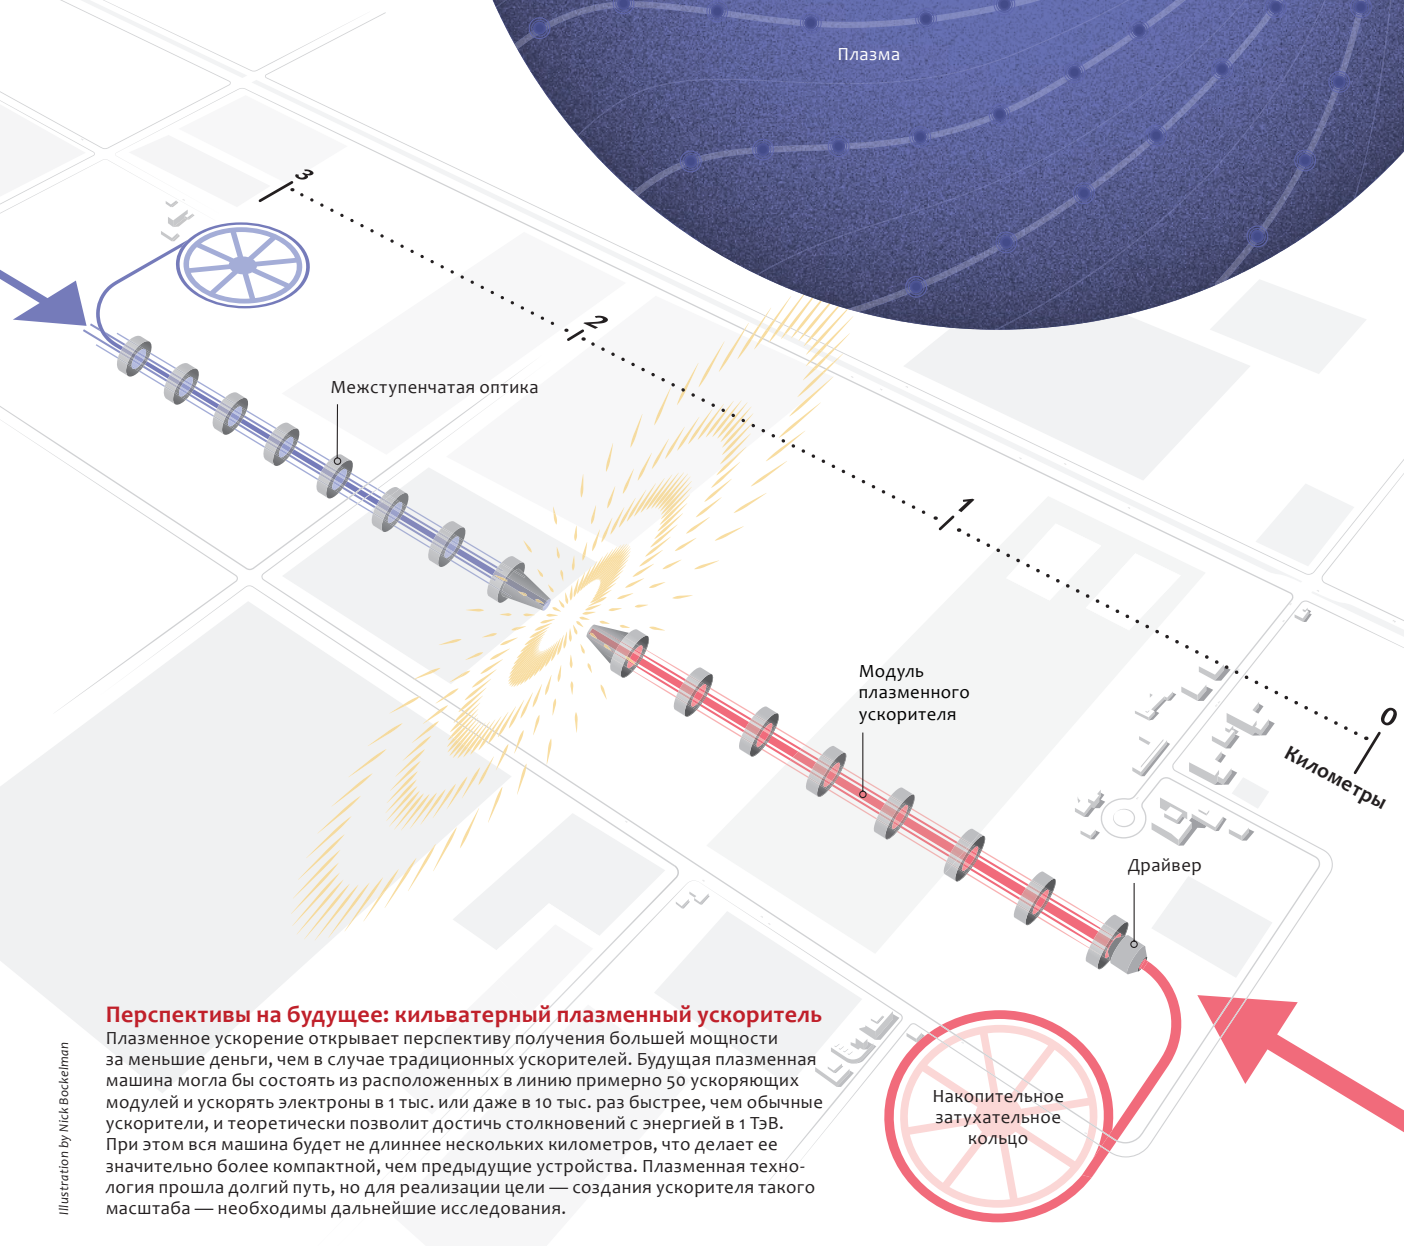 Плазма
3
2
Межступенчатая оптика
1
Модуль
плазменного
ускорителя
0
Километры
Драйвер
Накопительное
затухательное
кольцо
Перспективы на будущее: кильватерный плазменный ускоритель
Плазменное ускорение открывает перспективу получения большей мощности
за меньшие деньги, чем в случае традиционных ускорителей. Будущая плазменная
машина могла бы состоять из расположенных в линию примерно 50 ускоряющих
модулей и ускорять электроны в 1 тыс. или даже в 10 тыс. раз быстрее, чем обычные
ускорители, и теоретически позволит достичь столкновений с энергией в 1 ТэВ.
При этом вся машина будет не длиннее нескольких километров, что делает ее
значительно более компактной, чем предыдущие устройства. Плазменная техно-
логия прошла долгий путь, но для реализации цели — создания ускорителя такого
масштаба — необходимы дальнейшие исследования.
Illustration by Nick Bockelman